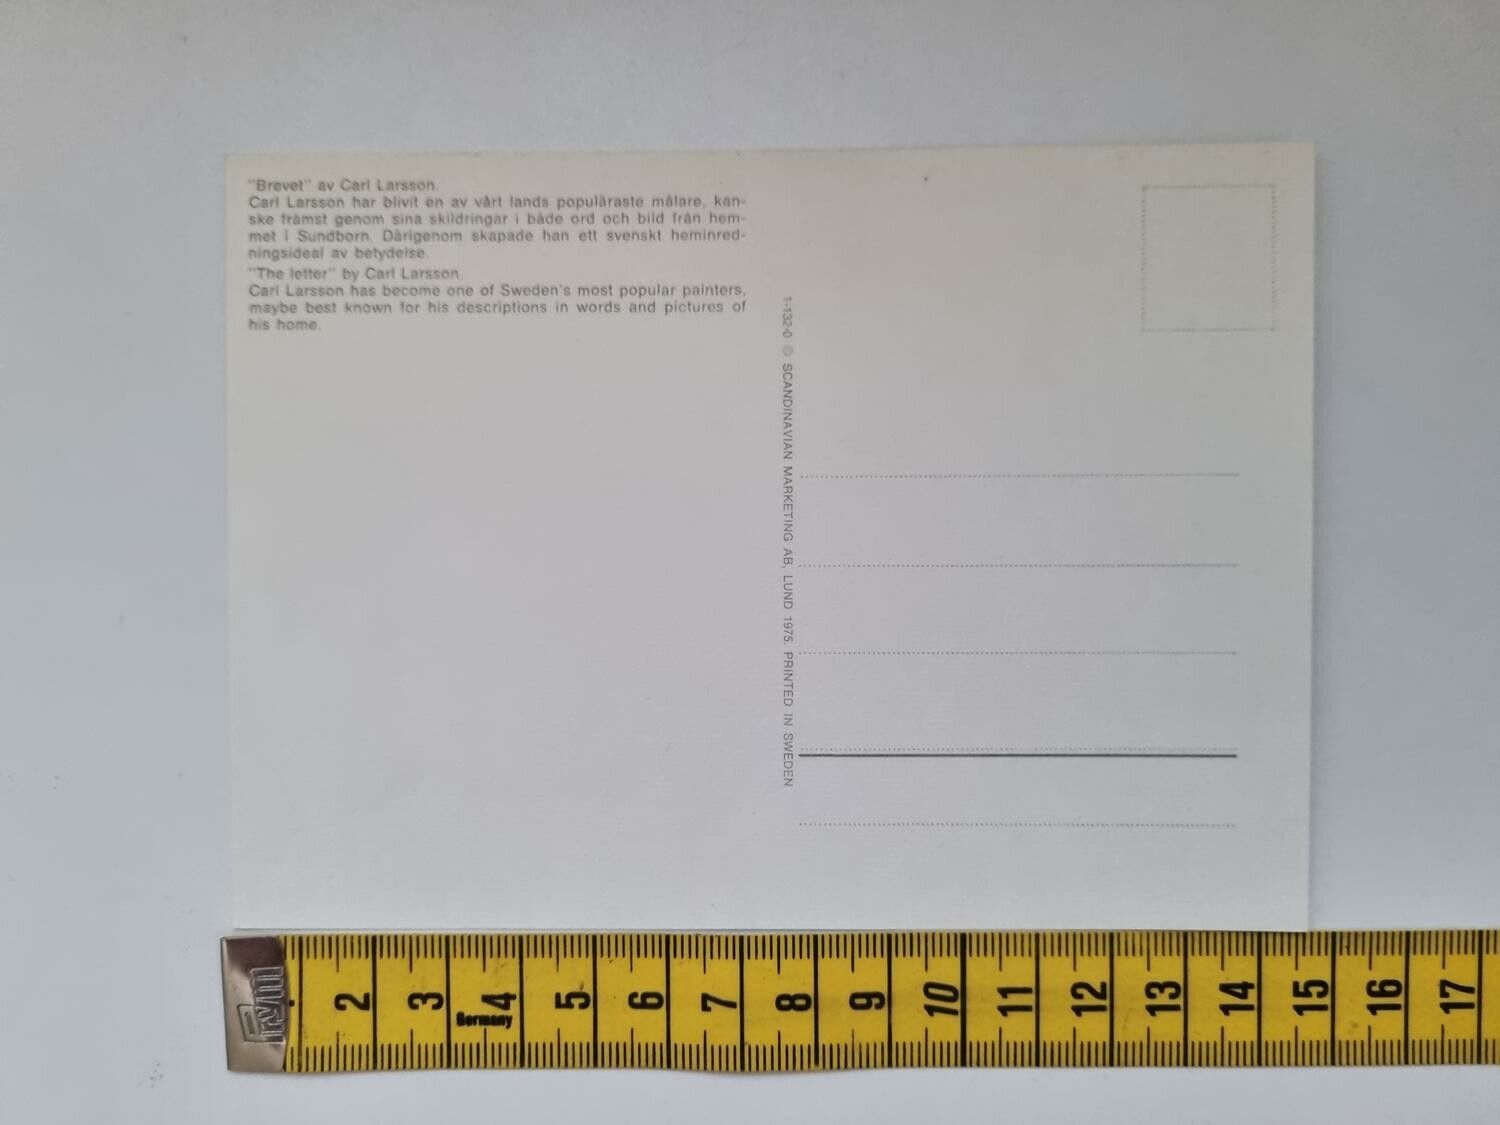 "Brevet" av Carl Larsson.
Carl Larsson har blivit en av vårt lands populäraste målare, kan-
ske främst genom sina skildringar i både ord och bild från hem-
met i Sundborn. Därigenom skapade han ett svenskt heminred-
ningsideal av betydelse.
"The letter" by Carl Larsson.
Carl Larsson has become one of Sweden's most popular painters,
maybe best known for his descriptions in words and pictures of
his home.
1-132-0 © SCANDINAVIAN MARKETING AB, LUND 1975. PRINTED IN SWEDEN
Prym
2 3 4 5 6 7 8 9 10 11 12 13 14 15 16 17
Germany